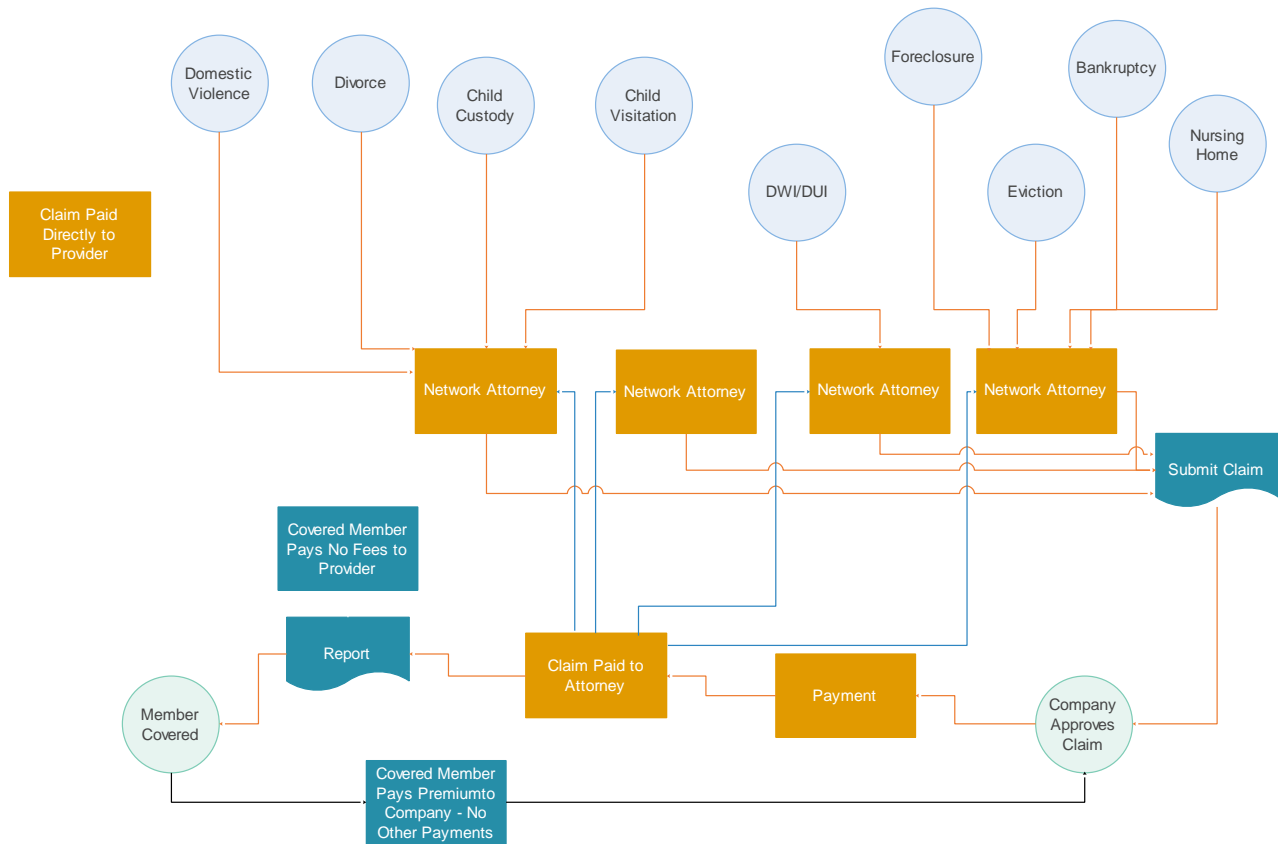 Domestic
Violence
Divorce
Child
Custody
Child
Visitation
Foreclosure
Bankruptcy
Nursing
Home
DWI/DUI
Eviction
Claim Paid
Directly to
Provider
Network Attorney
Network Attorney
Network Attorney
Network Attorney
Submit Claim
Covered Member
Pays No Fees to
Provider
Report
Claim Paid to
Attorney
Payment
Member
Covered
Company
Approves
Claim
Covered Member
Pays Premiumto
Company - No
Other Payments